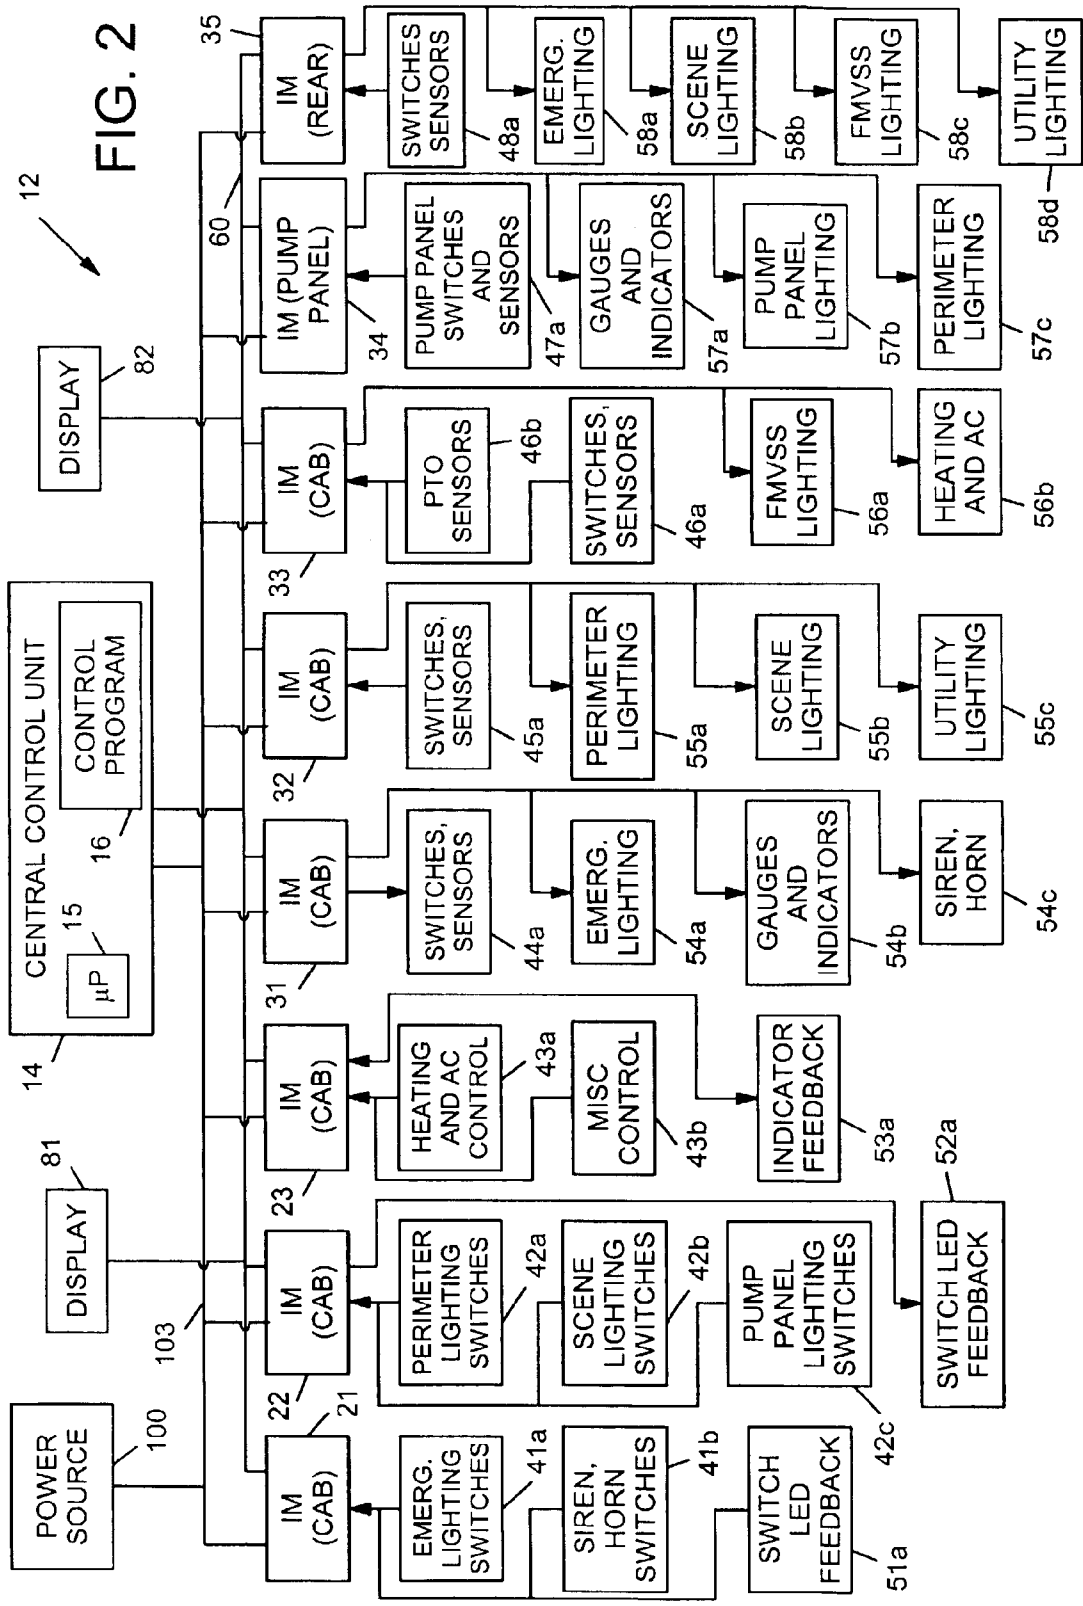 FIG. 2
12
POWER
SOURCE
100
103
DISPLAY
81
CENTRAL CONTROL UNIT
14
µP
15
CONTROL
PROGRAM
16
DISPLAY
82
60
IM
(CAB)
21
EMERG.
LIGHTING
SWITCHES
41a
SIREN,
HORN
SWITCHES
41b
SWITCH
LED
FEEDBACK
51a
IM
(CAB)
22
PERIMETER
LIGHTING
SWITCHES
42a
SCENE
LIGHTING
SWITCHES
42b
PUMP
PANEL
LIGHTING
SWITCHES
42c
SWITCH LED
FEEDBACK
52a
IM
(CAB)
23
HEATING
AND AC
CONTROL
43a
MISC
CONTROL
43b
INDICATOR
FEEDBACK
53a
IM
(CAB)
31
SWITCHES,
SENSORS
44a
EMERG.
LIGHTING
54a
GAUGES
AND
INDICATORS
54b
SIREN,
HORN
54c
IM
(CAB)
32
SWITCHES,
SENSORS
45a
PERIMETER
LIGHTING
55a
SCENE
LIGHTING
55b
UTILITY
LIGHTING
55c
IM
(CAB)
33
PTO
SENSORS
46b
SWITCHES,
SENSORS
46a
FMVSS
LIGHTING
56a
HEATING
AND AC
56b
IM (PUMP
PANEL)
34
PUMP PANEL
SWITCHES
AND
SENSORS
47a
GAUGES
AND
INDICATORS
57a
PUMP
PANEL
LIGHTING
57b
PERIMETER
LIGHTING
57c
IM
(REAR)
35
SWITCHES
SENSORS
48a
EMERG.
LIGHTING
58a
SCENE
LIGHTING
58b
FMVSS
LIGHTING
58c
UTILITY
LIGHTING
58d